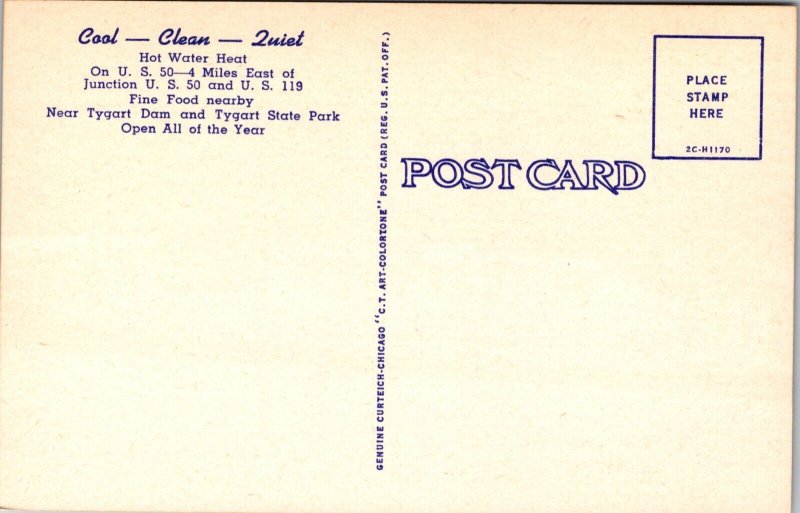 Cool — Clean — Quiet
Hot Water Heat
On U. S. 50—4 Miles East of
Junction U. S. 50 and U. S. 119
Fine Food nearby
Near Tygart Dam and Tygart State Park
Open All of the Year
GENUINE CURTEICH-CHICAGO "C.T. ART-COLORTONE" POST CARD (REG. U.S. PAT. OFF.)
POST CARD
PLACE
STAMP
HERE
2C-H1170